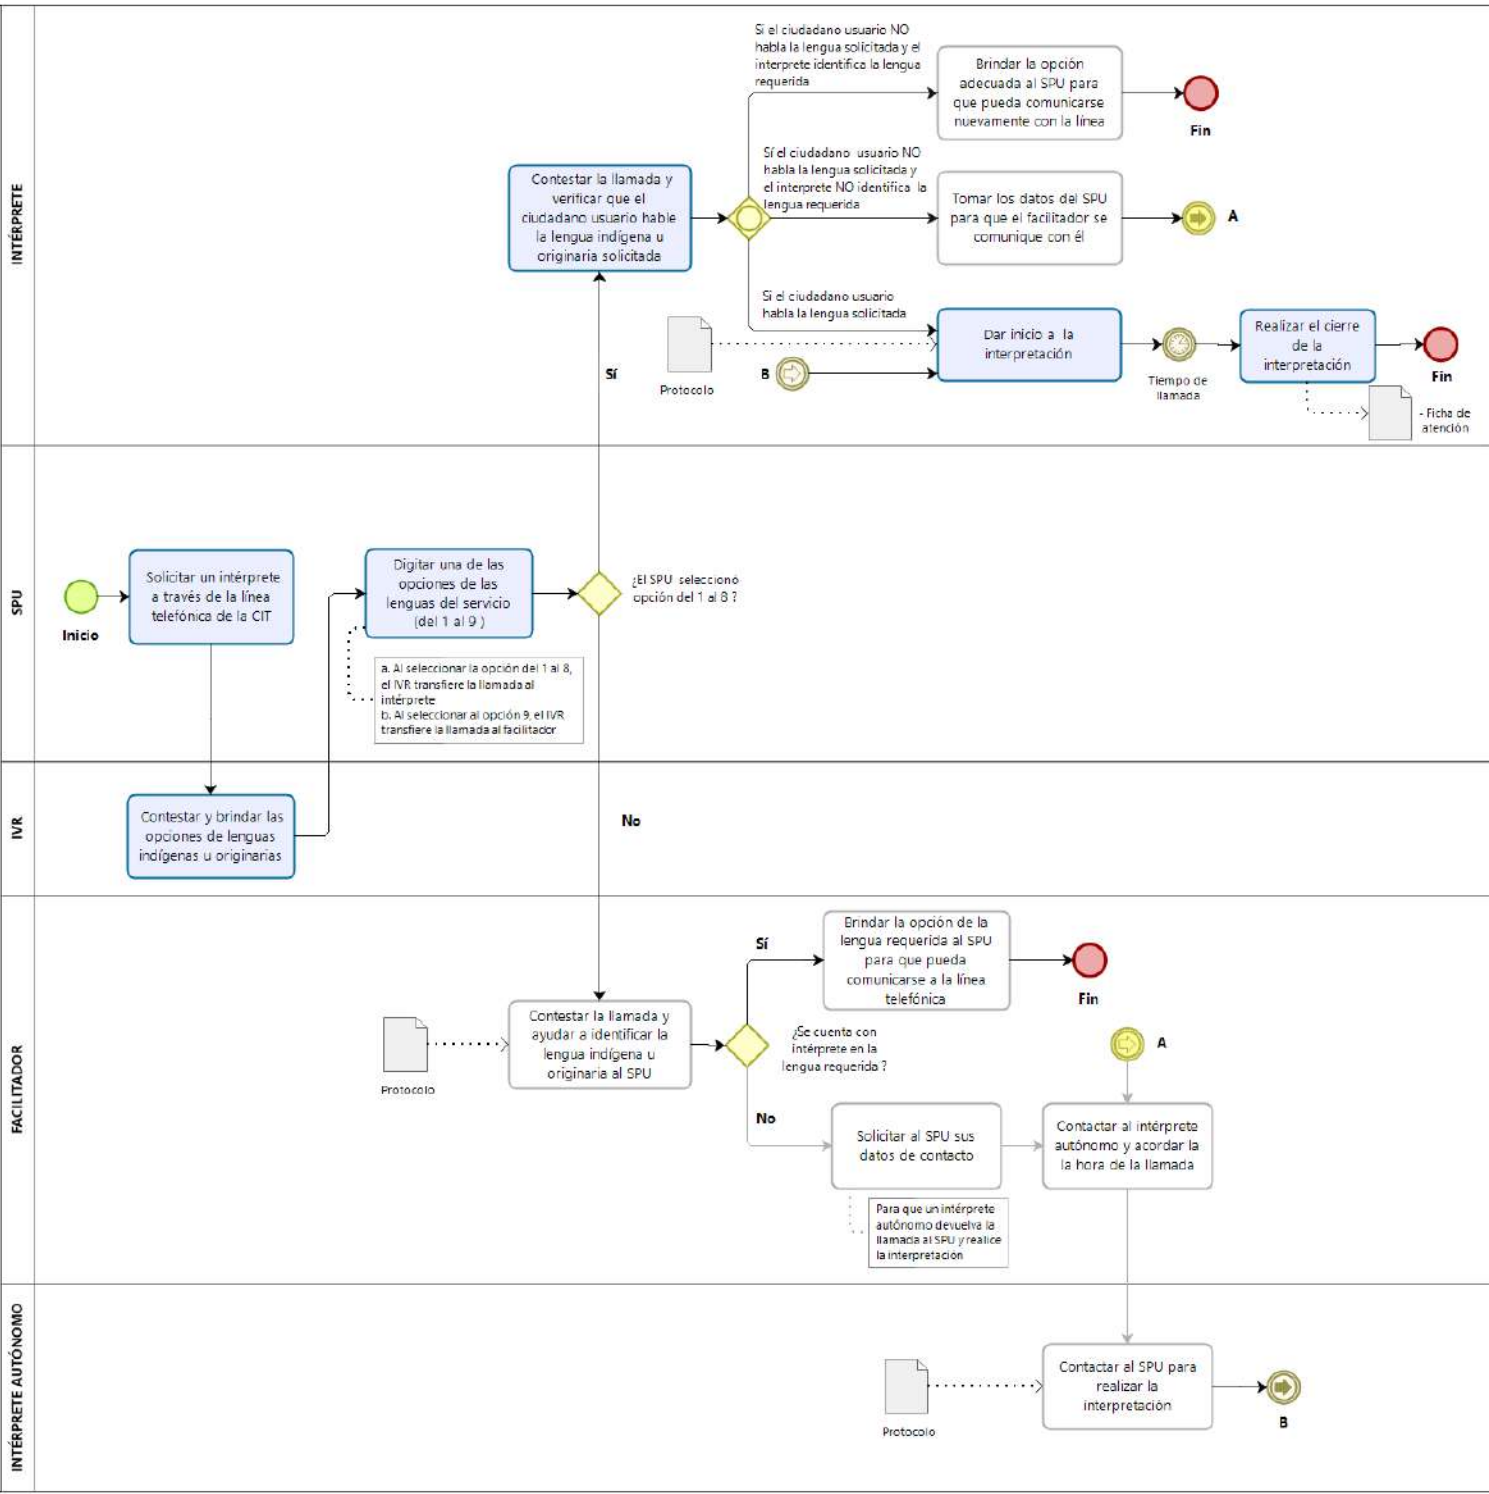 INTÉRPRETE
Si el ciudadano usuario NO
habla la lengua solicitada y el
interprete identifica la lengua
requerida
Brindar la opción
adecuada al SPU para
que pueda comunicarse
nuevamente con la línea
Fin
Sí el ciudadano usuario NO
habla la lengua solicitada y
el interprete NO identifica la
lengua requerida
Contestar la llamada y
verificar que el
ciudadano usuario hable
la lengua indígena u
originaria solicitada
Tomar los datos del SPU
para que el facilitador se
comunique con él
A
Si el ciudadano usuario
habla la lengua solicitada
Protocolo
B
Dar inicio a la
interpretación
Tiempo de
llamada
Realizar el cierre
de la
interpretación
Fin
- Ficha de
atención
Sí
SPU
Inicio
Solicitar un intérprete
a través de la línea
telefónica de la CIT
Digitar una de las
opciones de las
lenguas del servicio
(del 1 al 9 )
¿El SPU seleccionó
opción del 1 al 8 ?
a. Al seleccionar la opción del 1 al 8,
el IVR transfiere la llamada al
intérprete
b. Al seleccionar al opción 9, el IVR
transfiere la llamada al facilitador
IVR
Contestar y brindar las
opciones de lenguas
indígenas u originarias
No
FACILITADOR
Protocolo
Contestar la llamada y
ayudar a identificar la
lengua indígena u
originaria al SPU
Sí
Brindar la opción de la
lengua requerida al SPU
para que pueda
comunicarse a la línea
telefónica
Fin
¿Se cuenta con
intérprete en la
lengua requerida ?
A
No
Solicitar al SPU sus
datos de contacto
Contactar al intérprete
autónomo y acordar la
la hora de la llamada
Para que un intérprete
autónomo devuelva la
llamada al SPU y realice
la interpretación
INTÉRPRETE AUTÓNOMO
Protocolo
Contactar al SPU para
realizar la
interpretación
B